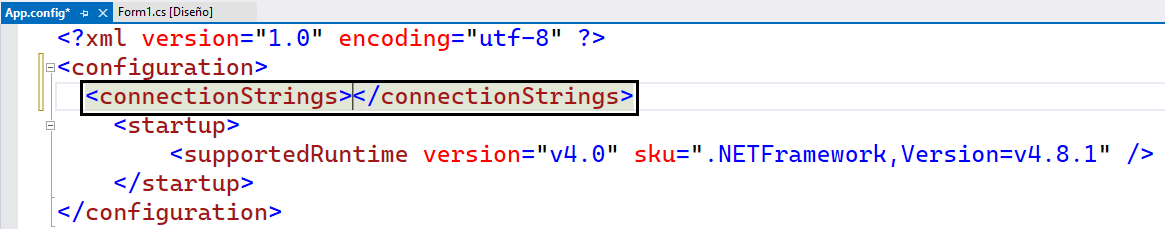 App.config* Form1.cs [Diseño]
<?xml version="1.0" encoding="utf-8" ?>
<configuration>
<connectionStrings></connectionStrings>
<startup>
<supportedRuntime version="v4.0" sku=".NETFramework,Version=v4.8.1" />
</startup>
</configuration>